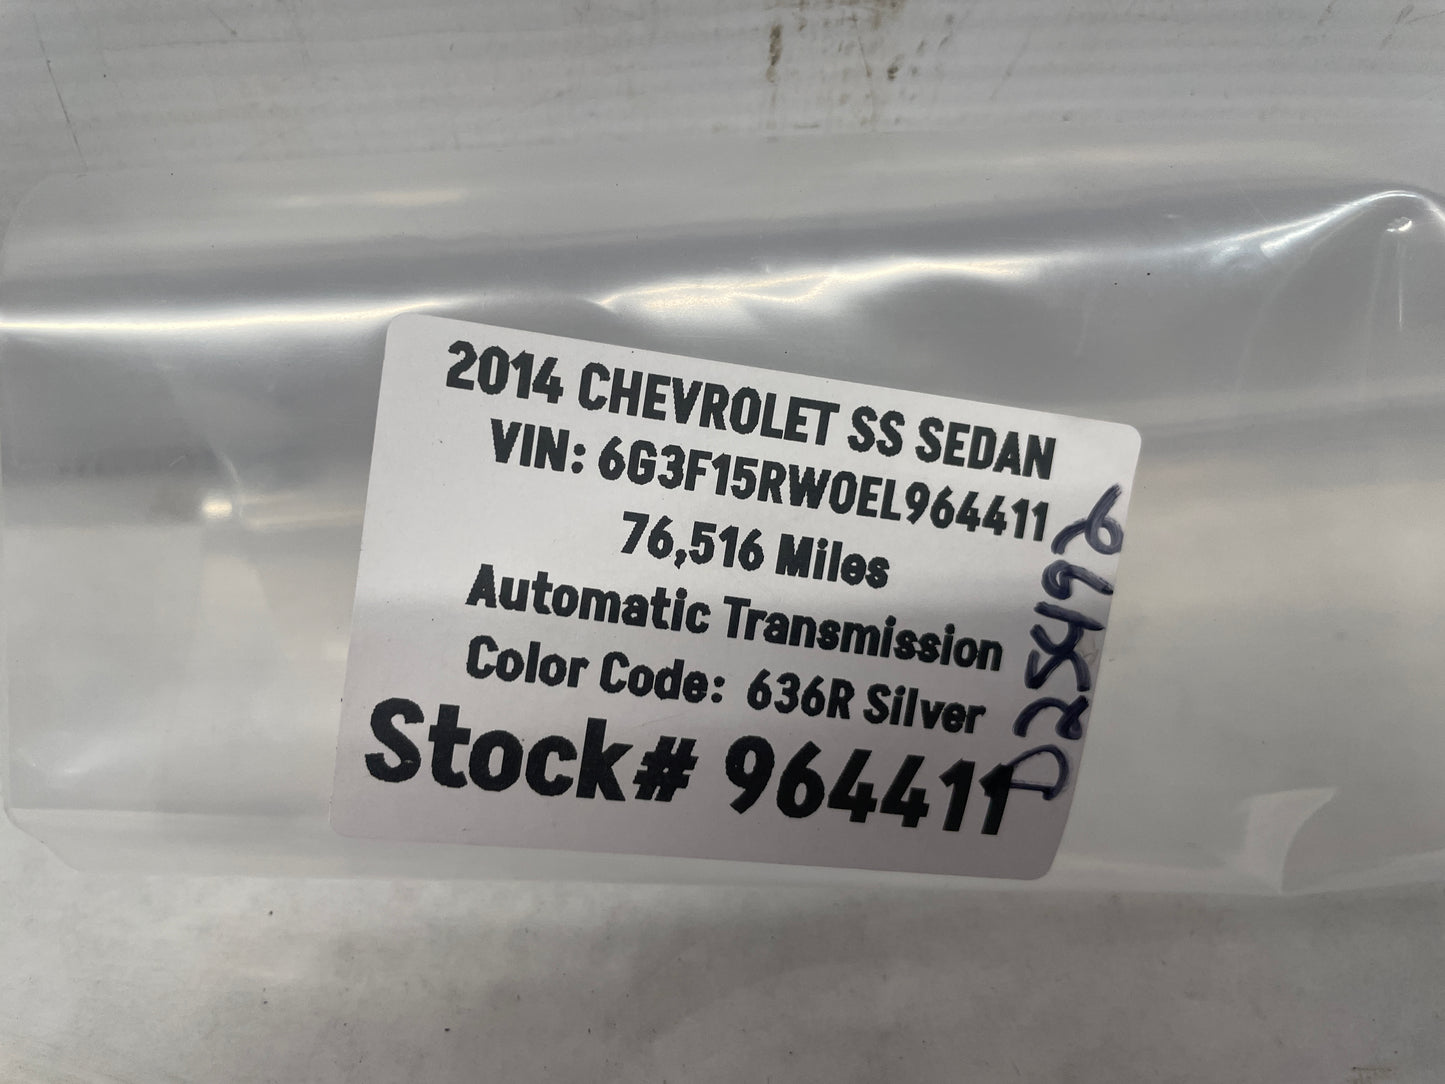 2014 CHEVROLET SS SEDAN
VIN: 6G3F15RW0EL964411
76,516 Miles
Automatic Transmission
Color Code: 636R Silver
Stock# 964411
D25496